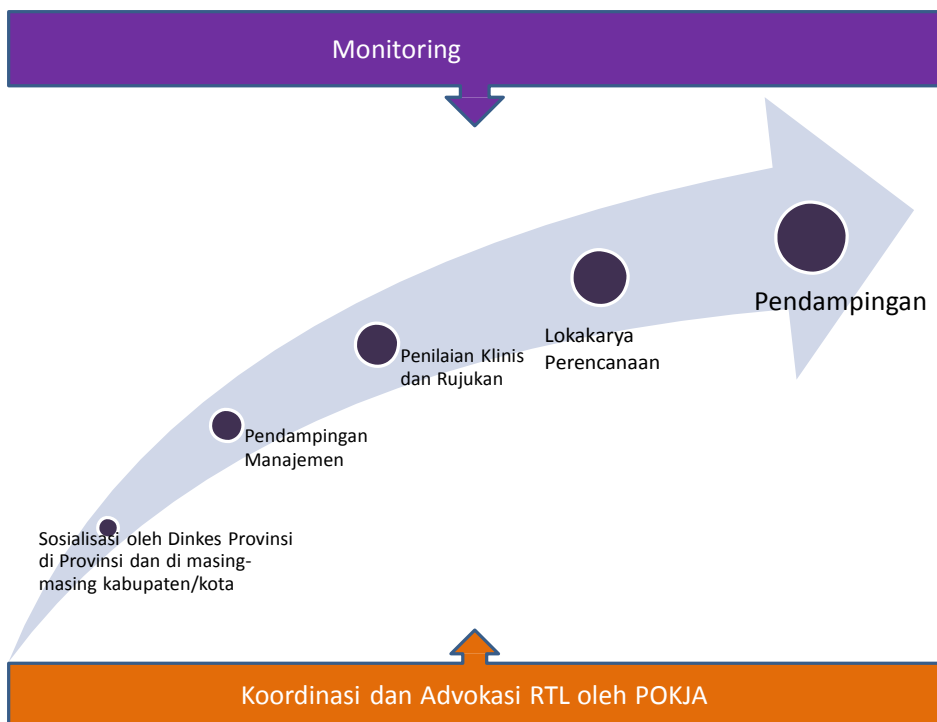 Monitoring
Pendampingan
Lokakarya
Perencanaan
Penilaian Klinis
dan Rujukan
Pendampingan
Manajemen
Sosialisasi oleh Dinkes Provinsi
di Provinsi dan di masing-
masing kabupaten/kota
Koordinasi dan Advokasi RTL oleh POKJA